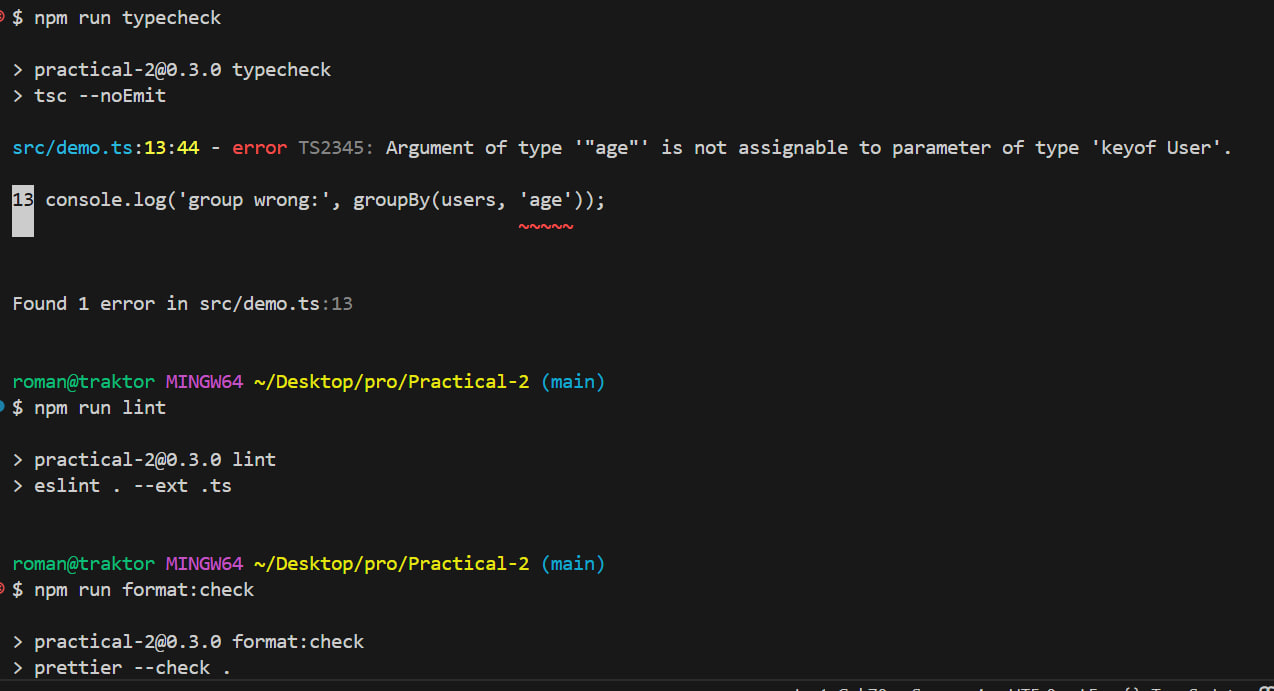 $ npm run typecheck
> practical-2@0.3.0 typecheck
> tsc --noEmit
src/demo.ts:13:44 - error TS2345: Argument of type '"age"' is not assignable to parameter of type 'keyof User'.
13 console.log('group wrong:', groupBy(users, 'age'));
~~~~~
Found 1 error in src/demo.ts:13
roman@traktor MINGW64 ~/Desktop/pro/Practical-2 (main)
$ npm run lint
> practical-2@0.3.0 lint
> eslint . --ext .ts
roman@traktor MINGW64 ~/Desktop/pro/Practical-2 (main)
$ npm run format:check
> practical-2@0.3.0 format:check
> prettier --check .